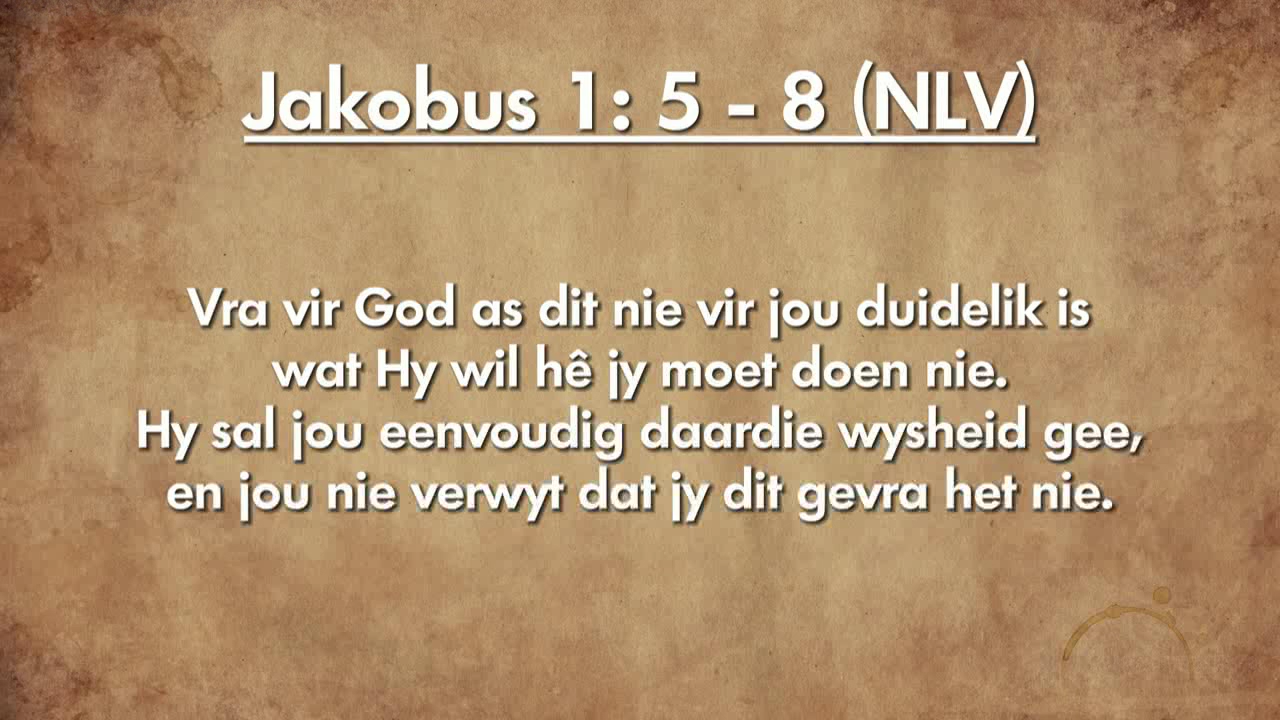 Jakobus 1: 5 - 8 (NLV)
Vra vir God as dit nie vir jou duidelik is
wat Hy wil hê jy moet doen nie.
Hy sal jou eenvoudig daardie wysheid gee,
en jou nie verwyt dat jy dit gevra het nie.